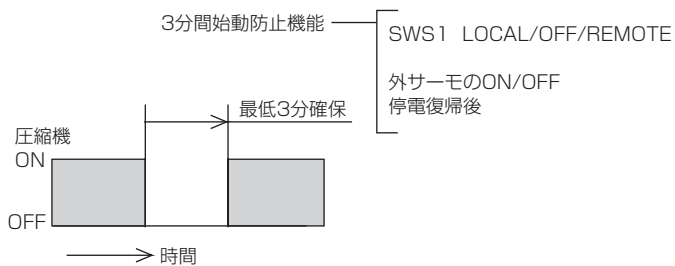 3分間始動防止機能
SWS1 LOCAL/OFF/REMOTE
外サーモのON/OFF
停電復帰後
最低3分確保
圧縮機
ON
OFF
時間